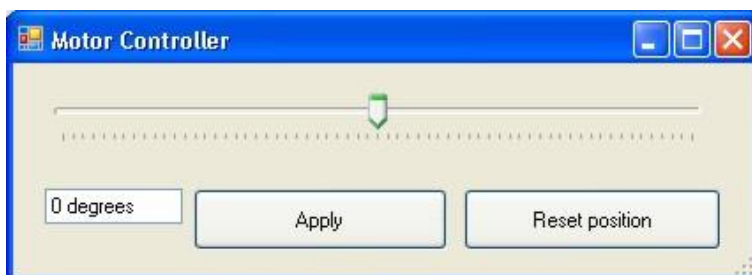 Motor Controller
0 degrees
Apply
Reset position